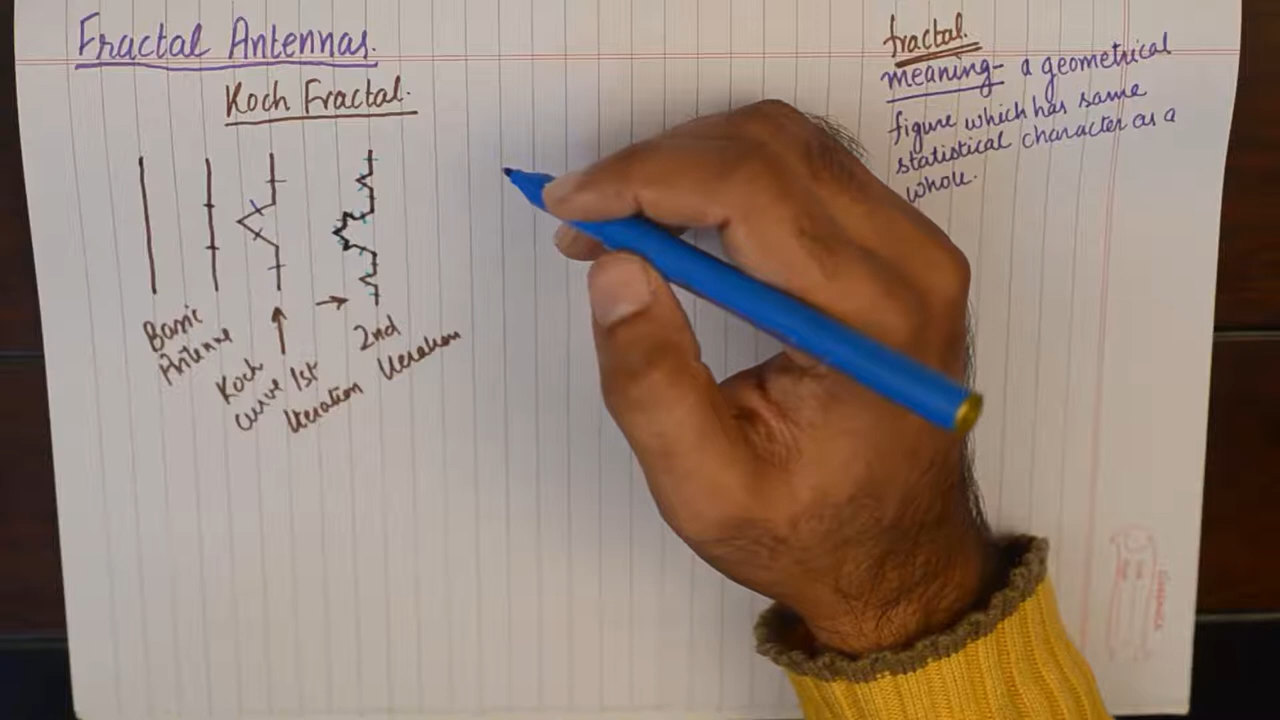 Fractal Antennas.
Koch Fractal.
Basic
Antenne
Koch
curve 1st
Iteration
2nd
Iteration
fractal.
meaning- a geometrical
figure which has same
statistical character as a
whole.